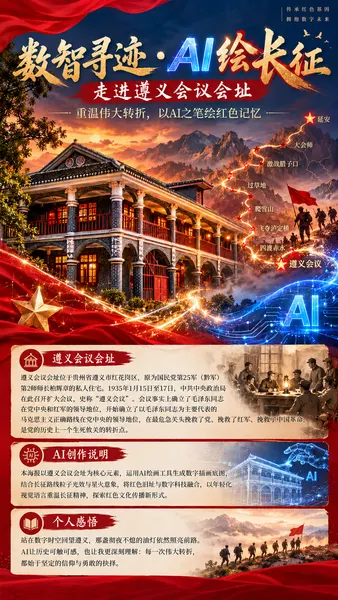 传承红色基因
拥抱数字未来
数智寻迹·AI绘长征
走进遵义会议会址
重温伟大转折，以AI之笔绘红色记忆
延安
大会师
激战腊子口
过草地
爬雪山
飞夺泸定桥
四渡赤水
遵义会议
AI
遵义会议会址
遵义会议会址位于贵州省遵义市红花岗区，原为国民党第25军（黔军）
第2师师长柏辉章的私人住宅。1935年1月15日至17日，中共中央政治局
在此召开扩大会议，史称“遵义会议”。会议事实上确立了毛泽东同志
在党中央和红军的领导地位，开始确立了以毛泽东同志为主要代表的
马克思主义正确路线在党中央的领导地位，在最危急关头挽救了党、挽救了红军、挽救了中国革命，
是党的历史上一个生死攸关的转折点。
AI创作说明
本海报以遵义会议会址为核心元素，运用AI绘画工具生成数字插画底图，
结合长征路线粒子光效与星火意象，将红色旧址与数字科技融合，以年轻化
视觉语言重温长征精神，探索红色文化传播新形式。
AI
个人感悟
站在数字时空回望遵义，那盏彻夜不熄的油灯依然照亮前路。
AI让历史可触可感，也让我更深刻理解：每一次伟大转折，
都始于坚定的信仰与勇敢的抉择。